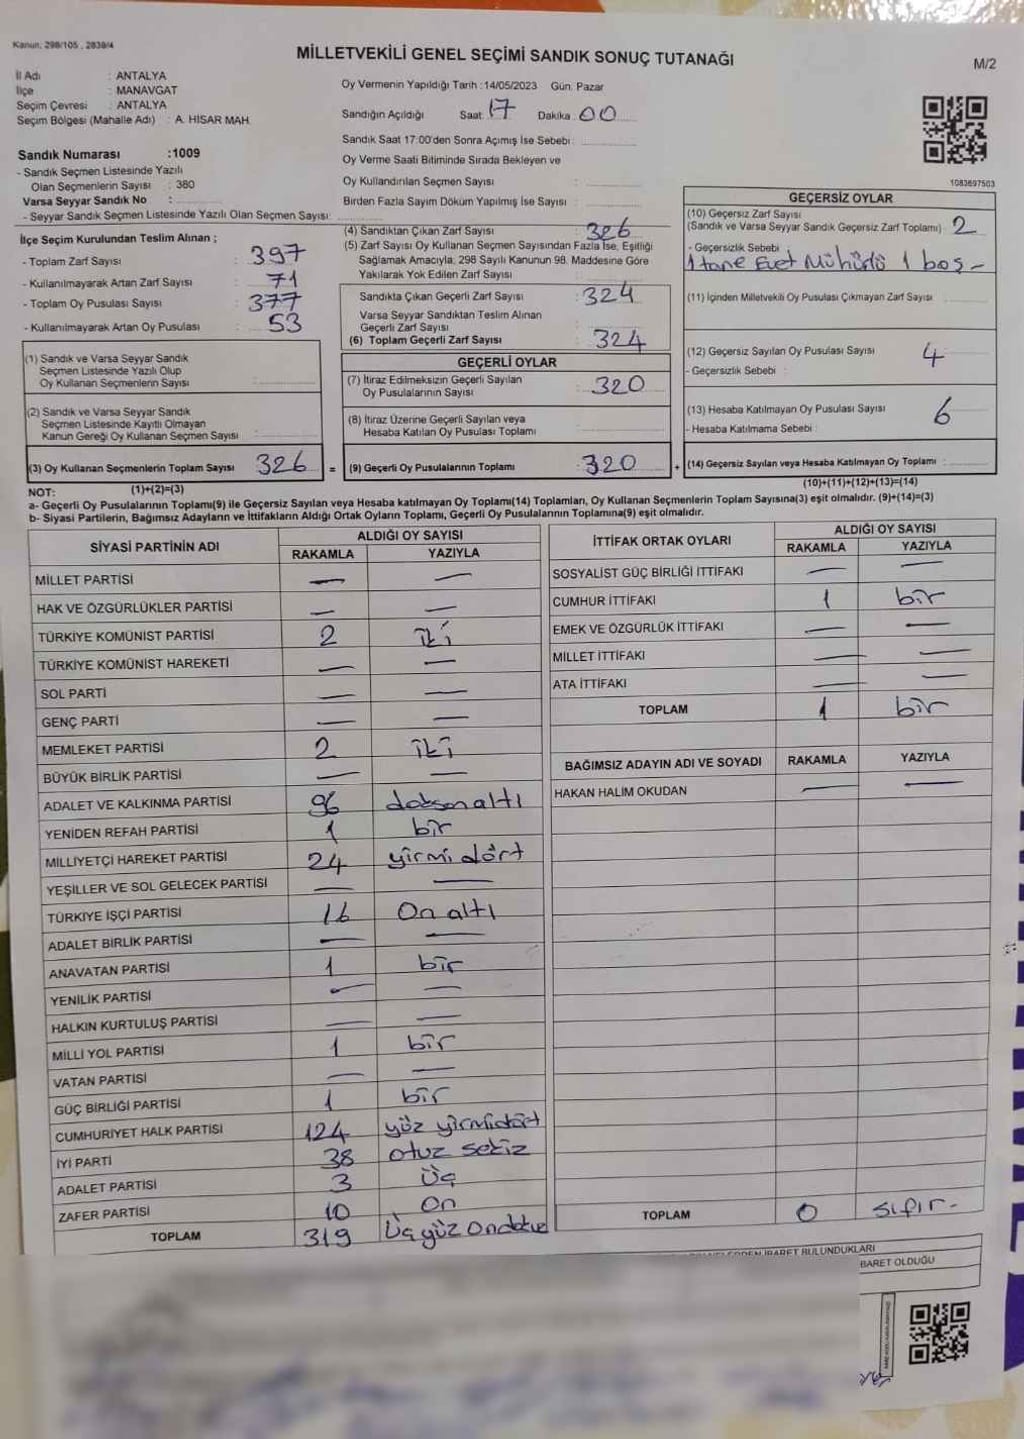 Kanun, 298/105 , 2839/4
MİLLETVEKİLİ GENEL SEÇİMİ SANDIK SONUÇ TUTANAĞI
M/2
İl Adı : ANTALYA
İlçe : MANAVGAT
Seçim Çevresi : ANTALYA
Seçim Bölgesi (Mahalle Adı) : A. HİSAR MAH.
Sandık Numarası :1009
- Sandık Seçmen Listesinde Yazılı
Olan Seçmenlerin Sayısı : 380
Varsa Seyyar Sandık No :
- Seyyar Sandık Seçmen Listesinde Yazılı Olan Seçmen Sayısı:
Oy Vermenin Yapıldığı Tarih :14/05/2023 Gün: Pazar
Sandığın Açıldığı Saat: 17 Dakika: 00
Sandık Saat 17:00'den Sonra Açımış İse Sebebi :
Oy Verme Saati Bitiminde Sırada Bekleyen ve
Oy Kullandırılan Seçmen Sayısı :
Birden Fazla Sayım Döküm Yapılmış İse Sayısı :
1083697503
İlçe Seçim Kurulundan Teslim Alınan ;
- Toplam Zarf Sayısı : 397
- Kullanılmayarak Artan Zarf Sayısı : 71
- Toplam Oy Pusulası Sayısı : 377
- Kullanılmayarak Artan Oy Pusulası : 53
(1) Sandık ve Varsa Seyyar Sandık
Seçmen Listesinde Yazılı Olup
Oy Kullanan Seçmenlerin Sayısı :
(2) Sandık ve Varsa Seyyar Sandık
Seçmen Listesinde Kayıtlı Olmayan
Kanun Gereği Oy Kullanan Seçmen Sayısı :
(3) Oy Kullanan Seçmenlerin Toplam Sayısı : 326 =
(1)+(2)=(3)
(4) Sandıktan Çıkan Zarf Sayısı : 326
(5) Zarf Sayısı Oy Kullanan Seçmen Sayısından Fazla İse, Eşitliği
Sağlamak Amacıyla; 298 Sayılı Kanunun 98. Maddesine Göre
Yakılarak Yok Edilen Zarf Sayısı :
Sandıkta Çıkan Geçerli Zarf Sayısı : 324
Varsa Seyyar Sandıktan Teslim Alınan
Geçerli Zarf Sayısı :
(6) Toplam Geçerli Zarf Sayısı : 324
GEÇERLİ OYLAR
(7) İtiraz Edilmeksizin Geçerli Sayılan
Oy Pusulalarının Sayısı : 320
(8) İtiraz Üzerine Geçerli Sayılan veya
Hesaba Katılan Oy Pusulası Toplamı :
(9) Geçerli Oy Pusulalarının Toplamı : 320 +
GEÇERSİZ OYLAR
(10) Geçersiz Zarf Sayısı
(Sandık ve Varsa Seyyar Sandık Geçersiz Zarf Toplamı) : 2
- Geçersizlik Sebebi :
1 tane Evet Mühürlü 1 boş -
(11) İçinden Milletvekili Oy Pusulası Çıkmayan Zarf Sayısı :
(12) Geçersiz Sayılan Oy Pusulası Sayısı : 4
- Geçersizlik Sebebi :
(13) Hesaba Katılmayan Oy Pusulası Sayısı : 6
- Hesaba Katılmama Sebebi :
(14) Geçersiz Sayılan veya Hesaba Katılmayan Oy Toplamı :
(10)+(11)+(12)+(13)=(14)
NOT:
a- Geçerli Oy Pusulalarının Toplamı(9) ile Geçersiz Sayılan veya Hesaba katılmayan Oy Toplamı(14) Toplamları, Oy Kullanan Seçmenlerin Toplam Sayısına(3) eşit olmalıdır. (9)+(14)=(3)
b- Siyasi Partilerin, Bağımsız Adayların ve İttifakların Aldığı Ortak Oyların Toplamı, Geçerli Oy Pusulalarının Toplamına(9) eşit olmalıdır.
SİYASİ PARTİNİN ADI
ALDIĞI OY SAYISI
RAKAMLA YAZIYLA
MİLLET PARTİSİ — —
HAK VE ÖZGÜRLÜKLER PARTİSİ — —
TÜRKİYE KOMÜNİST PARTİSİ 2 İki
TÜRKİYE KOMÜNİST HAREKETİ — —
SOL PARTİ — —
GENÇ PARTİ — —
MEMLEKET PARTİSİ 2 İki
BÜYÜK BİRLİK PARTİSİ — —
ADALET VE KALKINMA PARTİSİ 96 doksan altı
YENİDEN REFAH PARTİSİ 1 bir
MİLLİYETÇİ HAREKET PARTİSİ 24 yirmi dört
YEŞİLLER VE SOL GELECEK PARTİSİ — —
TÜRKİYE İŞÇİ PARTİSİ 16 On altı
ADALET BİRLİK PARTİSİ — —
ANAVATAN PARTİSİ 1 bir
YENİLİK PARTİSİ — —
HALKIN KURTULUŞ PARTİSİ — —
MİLLİ YOL PARTİSİ 1 bir
VATAN PARTİSİ — —
GÜÇ BİRLİĞİ PARTİSİ 1 bir
CUMHURİYET HALK PARTİSİ 124 yüz yirmidört
İYİ PARTİ 38 otuz sekiz
ADALET PARTİSİ 3 üç
ZAFER PARTİSİ 10 on
TOPLAM 319 Üçyüz ondokuz
İTTİFAK ORTAK OYLARI
ALDIĞI OY SAYISI
RAKAMLA YAZIYLA
SOSYALİST GÜÇ BİRLİĞİ İTTİFAKI — —
CUMHUR İTTİFAKI 1 bir
EMEK VE ÖZGÜRLÜK İTTİFAKI — —
MİLLET İTTİFAKI — —
ATA İTTİFAKI — —
TOPLAM 1 bir
BAĞIMSIZ ADAYIN ADI VE SOYADI RAKAMLA YAZIYLA
HAKAN HALİM OKUDAN — —
TOPLAM 0 sıfır -
İBARET BULUNDUKLARI
BARET OLDUĞU